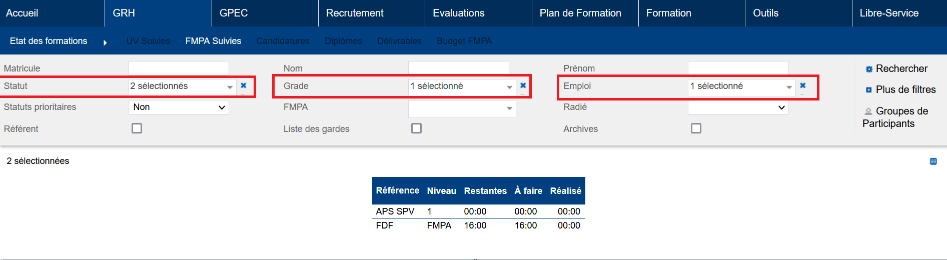 Accueil GRH GPEC Recrutement Evaluations Plan de Formation Formation Outils Libre-Service
Etat des formations UV Suivies FMPA Suivies Candidatures Diplômes Dérivables Budget FMPA
Matricule Nom Prénom Rechercher
Statut 2 sélectionnés Grade 1 sélectionné Emploi 1 sélectionné Plus de filtres
Statuts prioritaires Non FMPA Radié Groupes de
Participants
Référent Liste des gardes Archives
2 sélectionnées
Référence Niveau Restantes À faire Réalisé
APS SPV 1 00:00 00:00 00:00
FDF FMPA 16:00 16:00 00:00